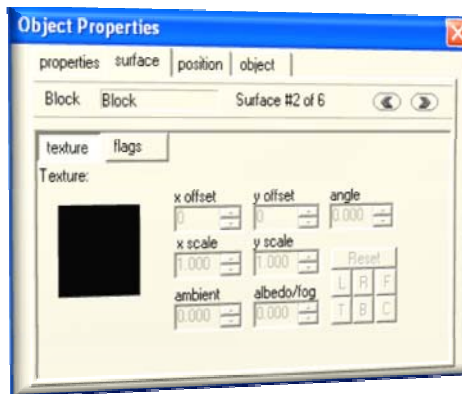 Object Properties
properties surface position object
Block Block Surface #2 of 6
texture flags
Texture:
x offset y offset angle
0 0 0.000
x scale y scale
1.000 1.000 Reset
L R F
ambient albedo/fog
0.000 0.000 T B C